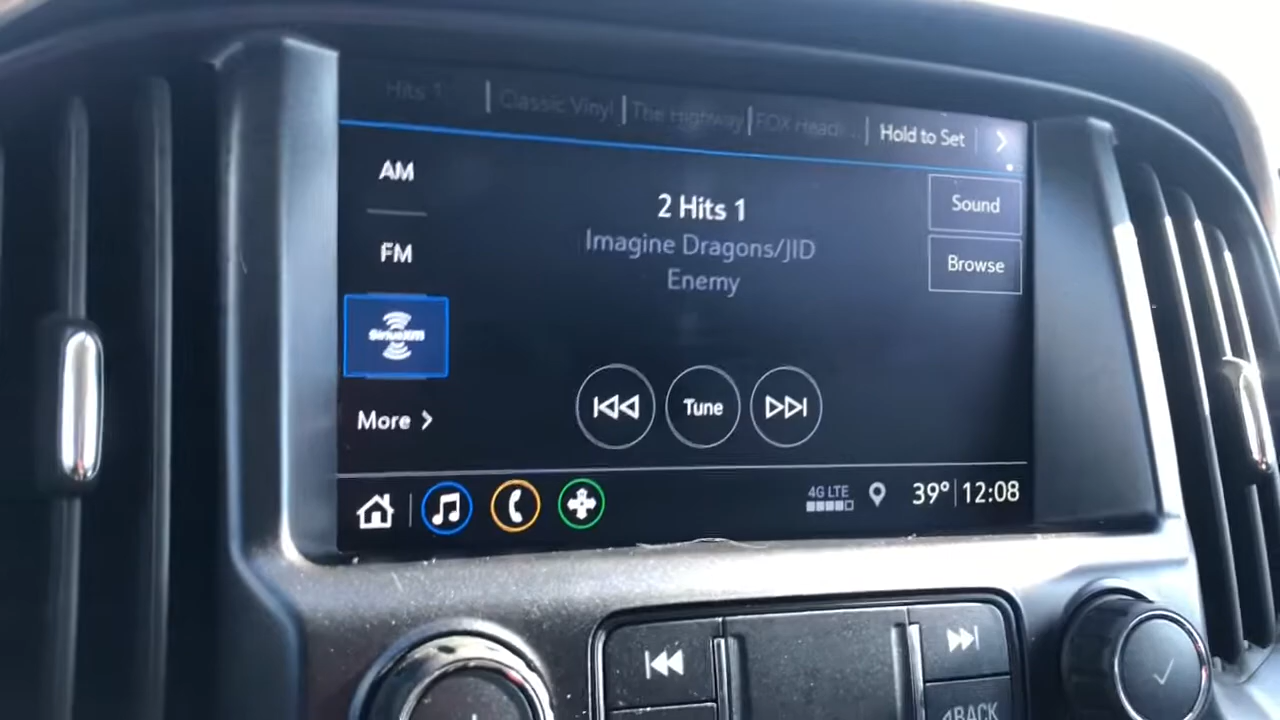 Hits 1 Classic Vinyl The Highway FOX Headl... Hold to Set
AM
2 Hits 1
Sound
Imagine Dragons/JID
FM
Browse
Enemy
SiriusXM
More
Tune
4G LTE
39° 12:08
BACK